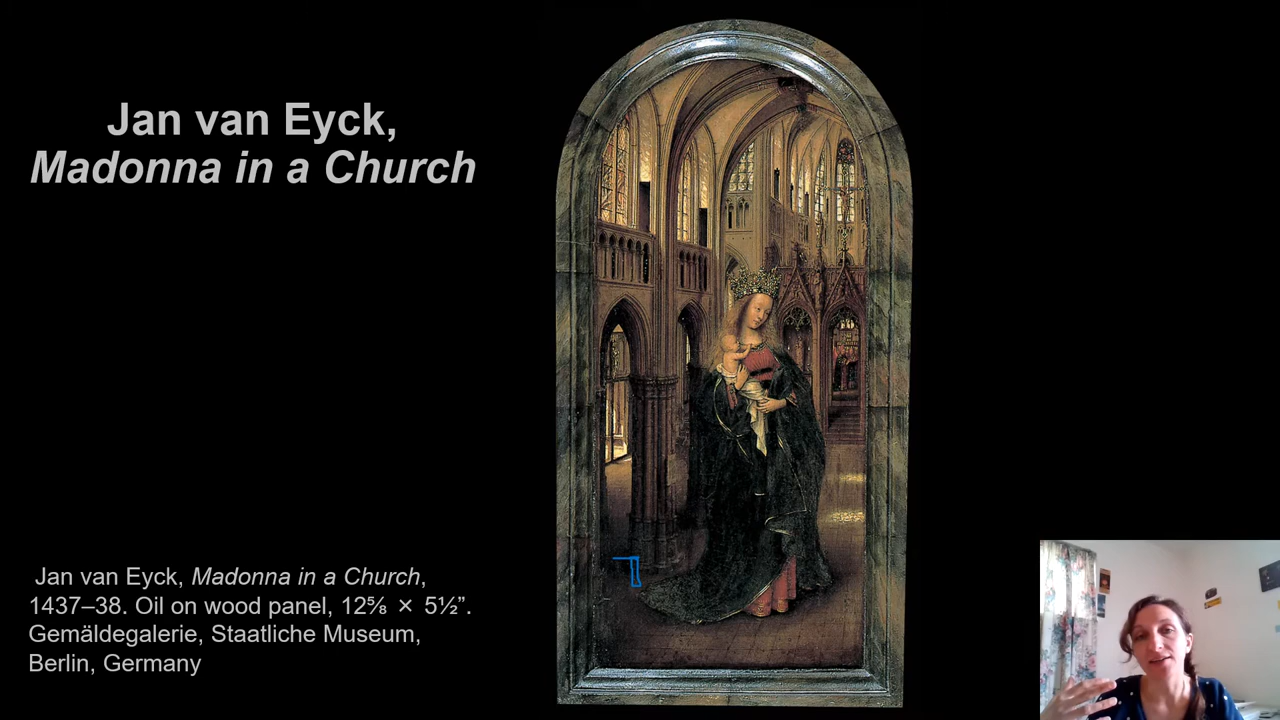 Jan van Eyck,
Madonna in a Church
Jan van Eyck, Madonna in a Church,
1437–38. Oil on wood panel, 12⅝ × 5½”.
Gemäldegalerie, Staatliche Museum,
Berlin, Germany